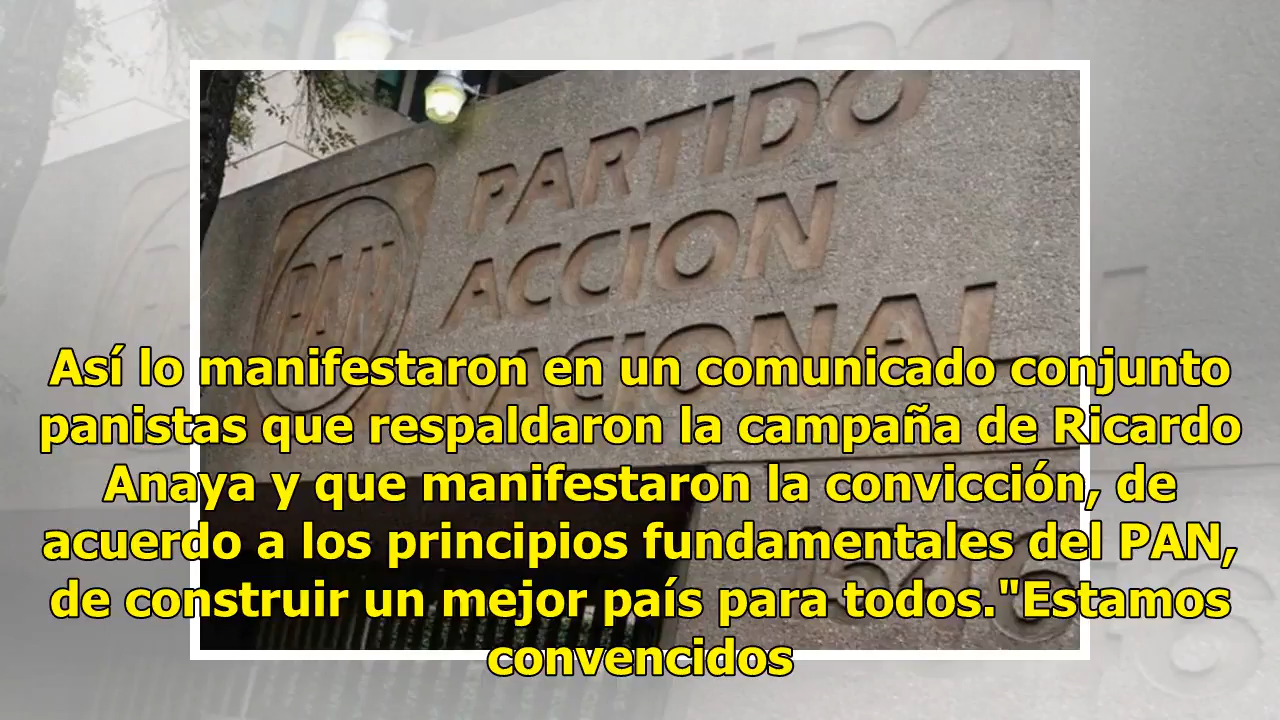 PARTIDO
ACCION
NACIONAL
PAN
1546
Así lo manifestaron en un comunicado conjunto
panistas que respaldaron la campaña de Ricardo
Anaya y que manifestaron la convicción, de
acuerdo a los principios fundamentales del PAN,
de construir un mejor país para todos."Estamos
convencidos